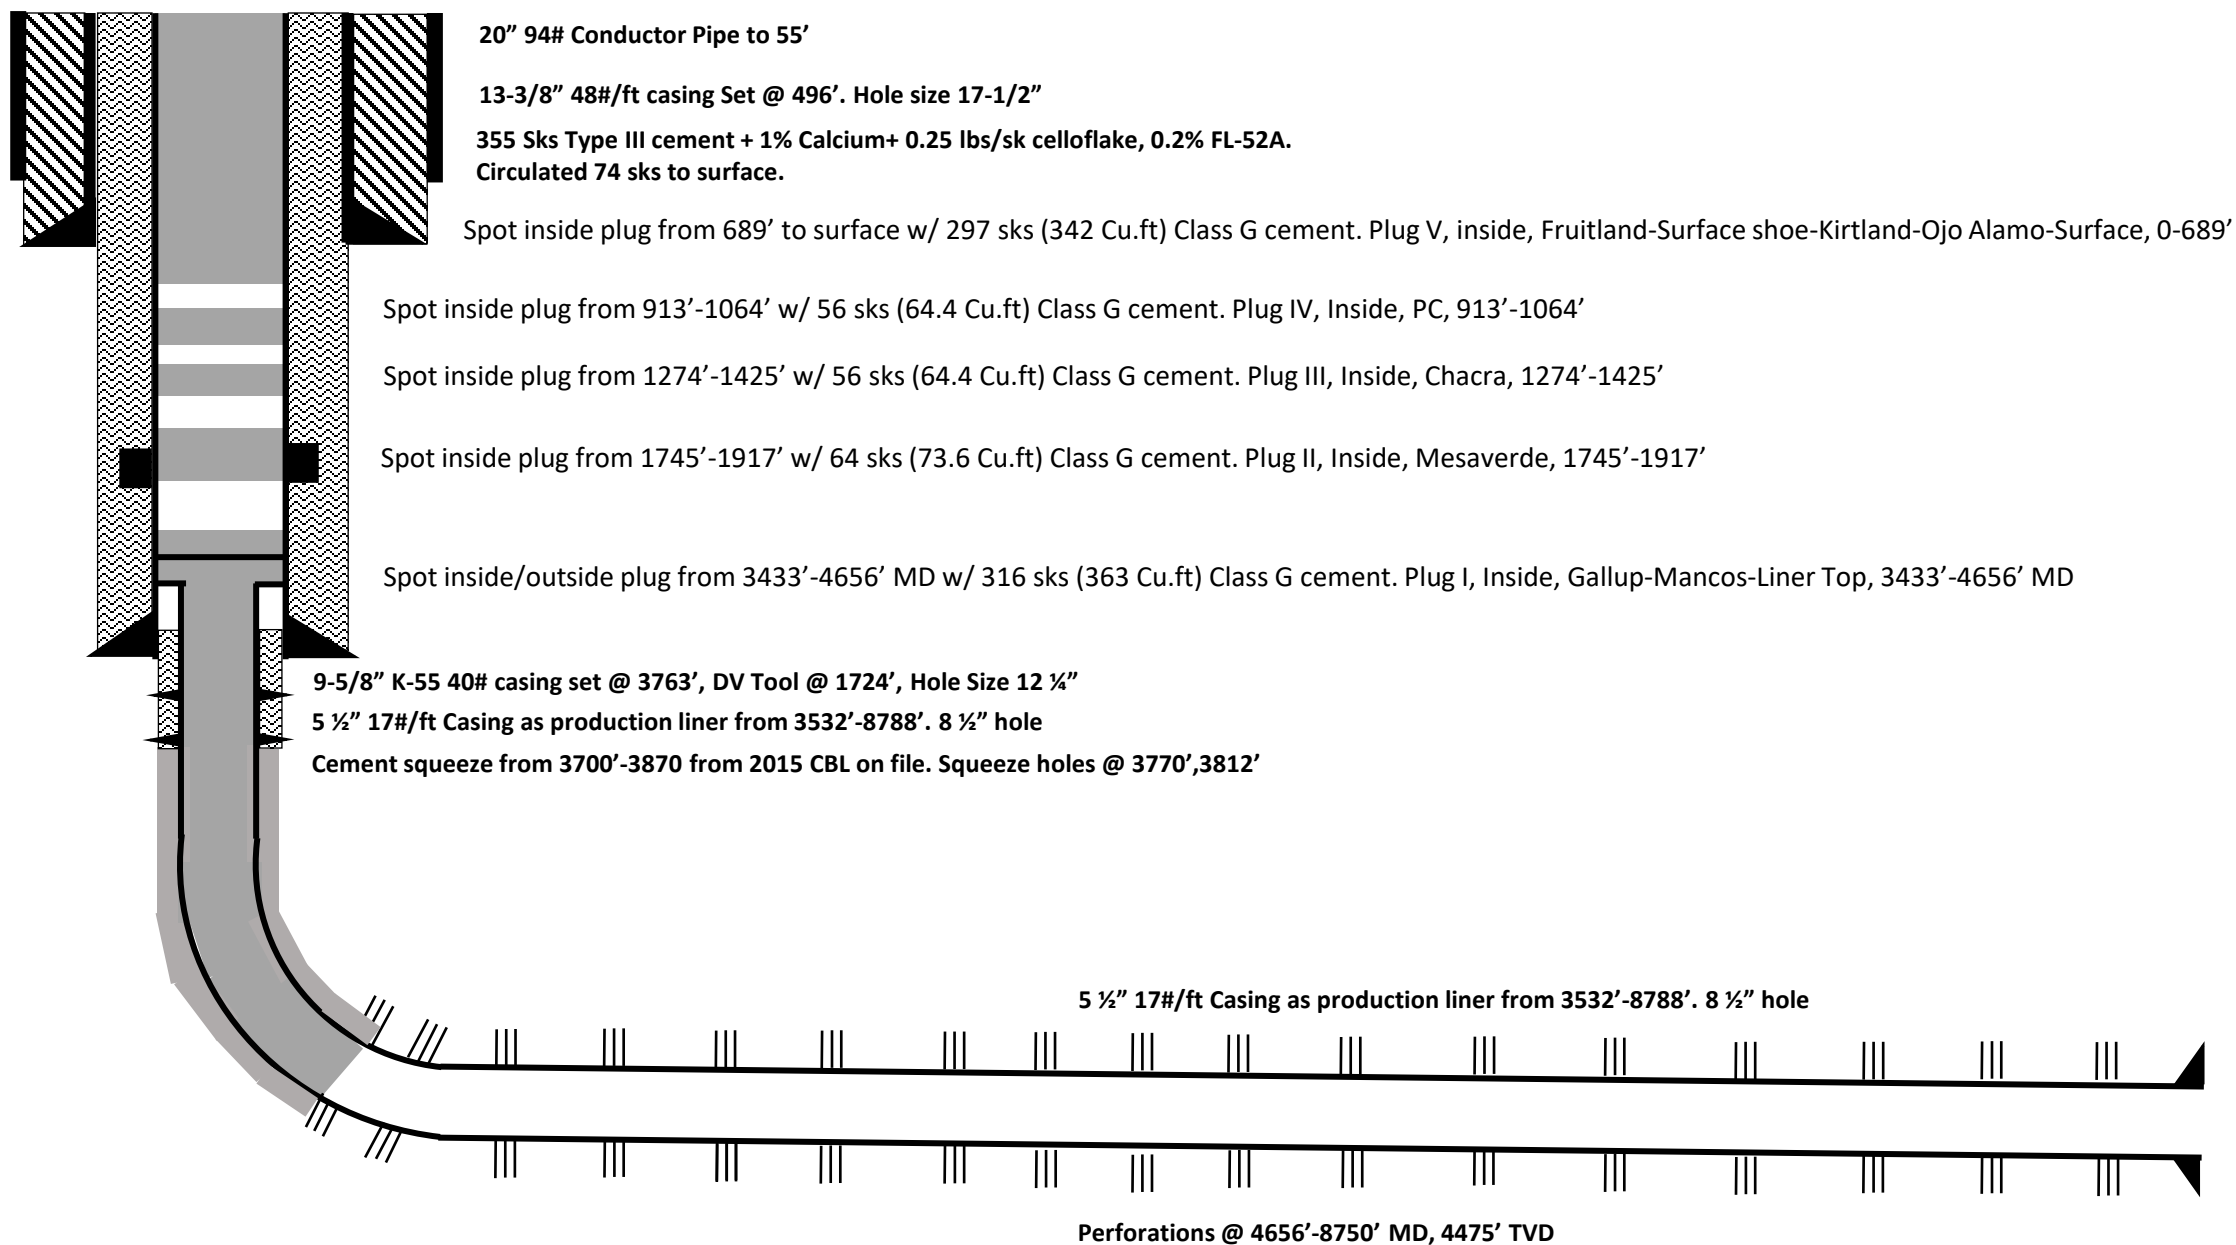 20” 94# Conductor Pipe to 55’
13-3/8” 48#/ft casing Set @ 496’. Hole size 17-1/2”
355 Sks Type III cement + 1% Calcium+ 0.25 lbs/sk celloflake, 0.2% FL-52A.
Circulated 74 sks to surface.
Spot inside plug from 689’ to surface w/ 297 sks (342 Cu.ft) Class G cement. Plug V, inside, Fruitland-Surface shoe-Kirtland-Ojo Alamo-Surface, 0-689’
Spot inside plug from 913’-1064’ w/ 56 sks (64.4 Cu.ft) Class G cement. Plug IV, Inside, PC, 913’-1064’
Spot inside plug from 1274’-1425’ w/ 56 sks (64.4 Cu.ft) Class G cement. Plug III, Inside, Chacra, 1274’-1425’
Spot inside plug from 1745’-1917’ w/ 64 sks (73.6 Cu.ft) Class G cement. Plug II, Inside, Mesaverde, 1745’-1917’
Spot inside/outside plug from 3433’-4656’ MD w/ 316 sks (363 Cu.ft) Class G cement. Plug I, Inside, Gallup-Mancos-Liner Top, 3433’-4656’ MD
9-5/8” K-55 40# casing set @ 3763’, DV Tool @ 1724’, Hole Size 12 ¼”
5 ½” 17#/ft Casing as production liner from 3532’-8788’. 8 ½” hole
Cement squeeze from 3700’-3870 from 2015 CBL on file. Squeeze holes @ 3770’,3812’
5 ½” 17#/ft Casing as production liner from 3532’-8788’. 8 ½” hole
Perforations @ 4656’-8750’ MD, 4475’ TVD